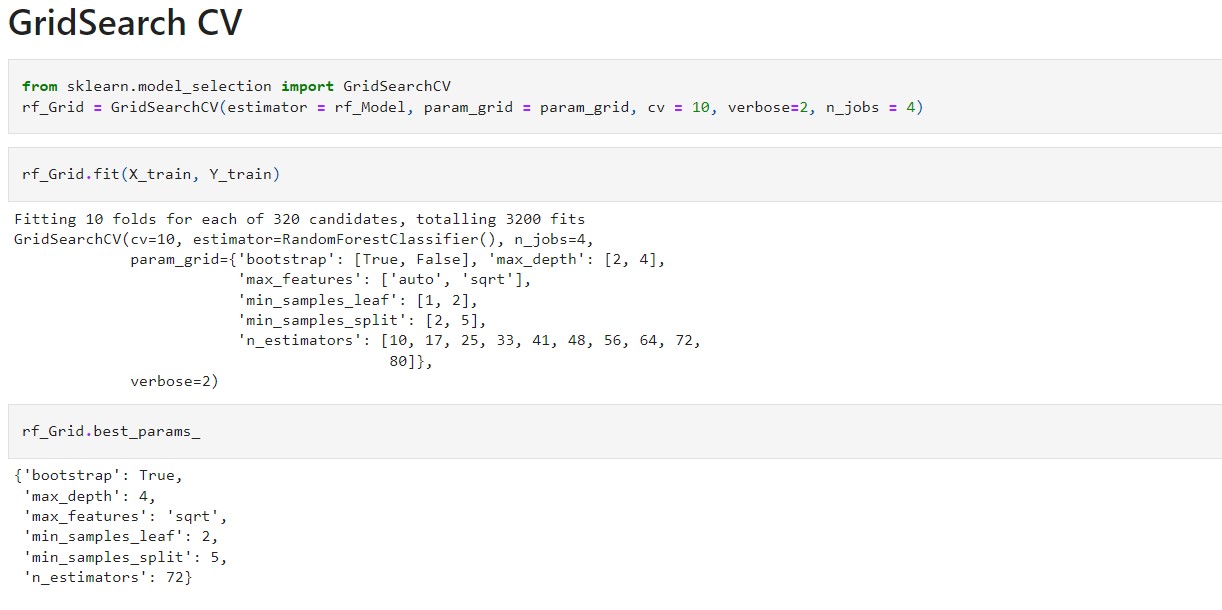 GridSearch CV
from sklearn.model_selection import GridSearchCV
rf_Grid = GridSearchCV(estimator = rf_Model, param_grid = param_grid, cv = 10, verbose=2, n_jobs = 4)
rf_Grid.fit(X_train, Y_train)
Fitting 10 folds for each of 320 candidates, totalling 3200 fits
GridSearchCV(cv=10, estimator=RandomForestClassifier(), n_jobs=4,
             param_grid={'bootstrap': [True, False], 'max_depth': [2, 4],
                         'max_features': ['auto', 'sqrt'],
                         'min_samples_leaf': [1, 2],
                         'min_samples_split': [2, 5],
                         'n_estimators': [10, 17, 25, 33, 41, 48, 56, 64, 72,
                                          80]},
             verbose=2)
rf_Grid.best_params_
{'bootstrap': True,
 'max_depth': 4,
 'max_features': 'sqrt',
 'min_samples_leaf': 2,
 'min_samples_split': 5,
 'n_estimators': 72}